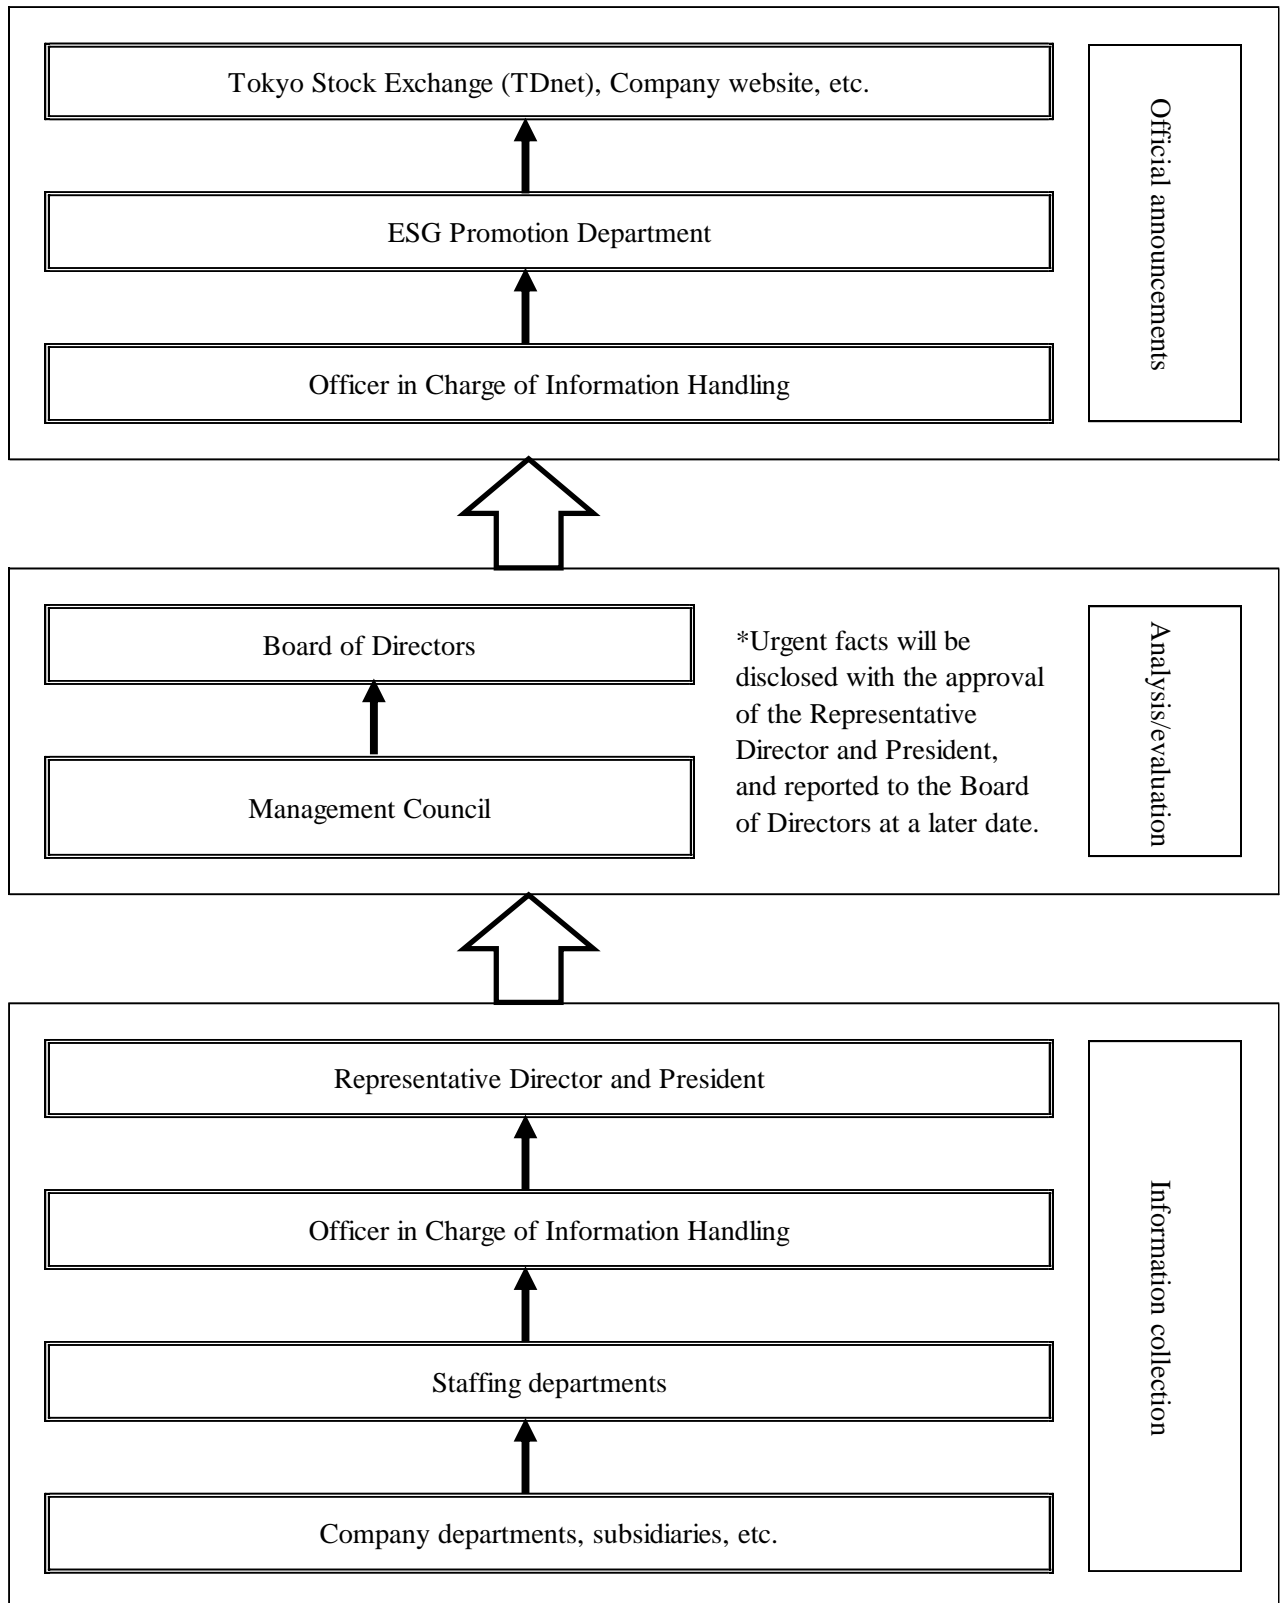 Tokyo Stock Exchange (TDnet), Company website, etc.
ESG Promotion Department
Officer in Charge of Information Handling
Official announcements
Board of Directors
Management Council
*Urgent facts will be
disclosed with the approval
of the Representative
Director and President,
and reported to the Board
of Directors at a later date.
Analysis/evaluation
Representative Director and President
Officer in Charge of Information Handling
Staffing departments
Company departments, subsidiaries, etc.
Information collection